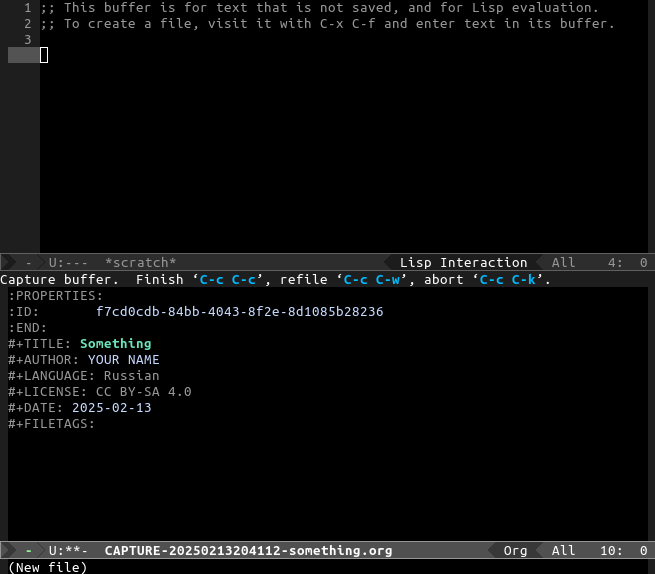 1 ;; This buffer is for text that is not saved, and for Lisp evaluation.
2 ;; To create a file, visit it with C-x C-f and enter text in its buffer.
3
- U:--- *scratch* Lisp Interaction All 4: 0
Capture buffer. Finish ‘C-c C-c’, refile ‘C-c C-w’, abort ‘C-c C-k’.
:PROPERTIES:
:ID: f7cd0cdb-84bb-4043-8f2e-8d1085b28236
:END:
#+TITLE: Something
#+AUTHOR: YOUR NAME
#+LANGUAGE: Russian
#+LICENSE: CC BY-SA 4.0
#+DATE: 2025-02-13
#+FILETAGS:
- U:**- CAPTURE-20250213204112-something.org Org All 10: 0
(New file)